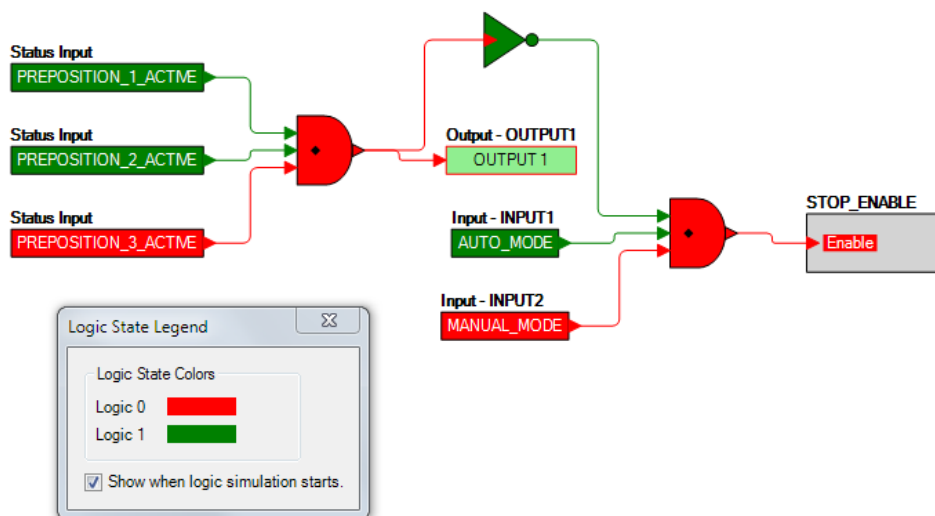 Status Input
PREPOSITION_1_ACTIVE
Status Input
PREPOSITION_2_ACTIVE
Status Input
PREPOSITION_3_ACTIVE
Output - OUTPUT1
OUTPUT 1
Input - INPUT1
AUTO_MODE
Input - INPUT2
MANUAL_MODE
STOP_ENABLE
Enable
Logic State Legend
Logic State Colors
Logic 0
Logic 1
Show when logic simulation starts.